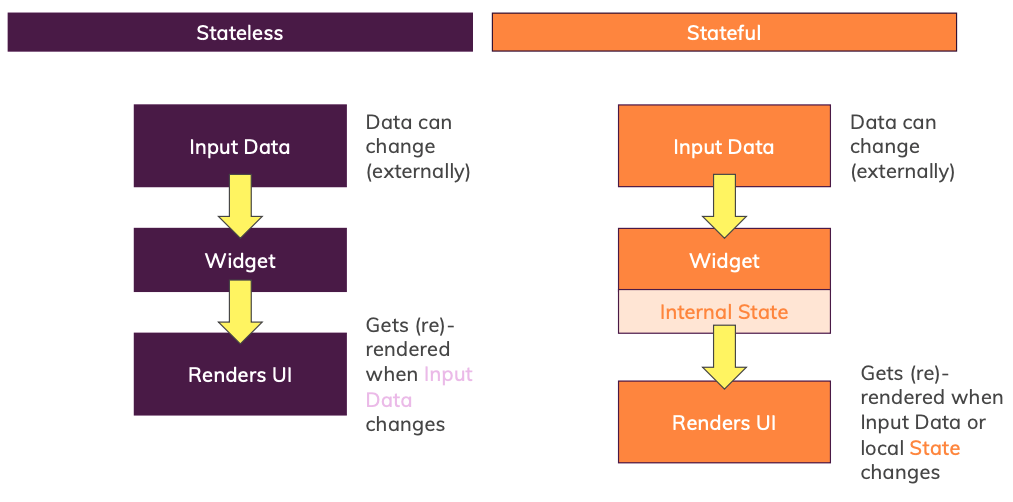 Stateless
Input Data
Data can
change
(externally)
Widget
Gets (re)-
rendered
when Input
Data
changes
Renders UI
Stateful
Input Data
Data can
change
(externally)
Widget
Internal State
Renders UI
Gets (re)-
rendered when
Input Data or
local State
changes